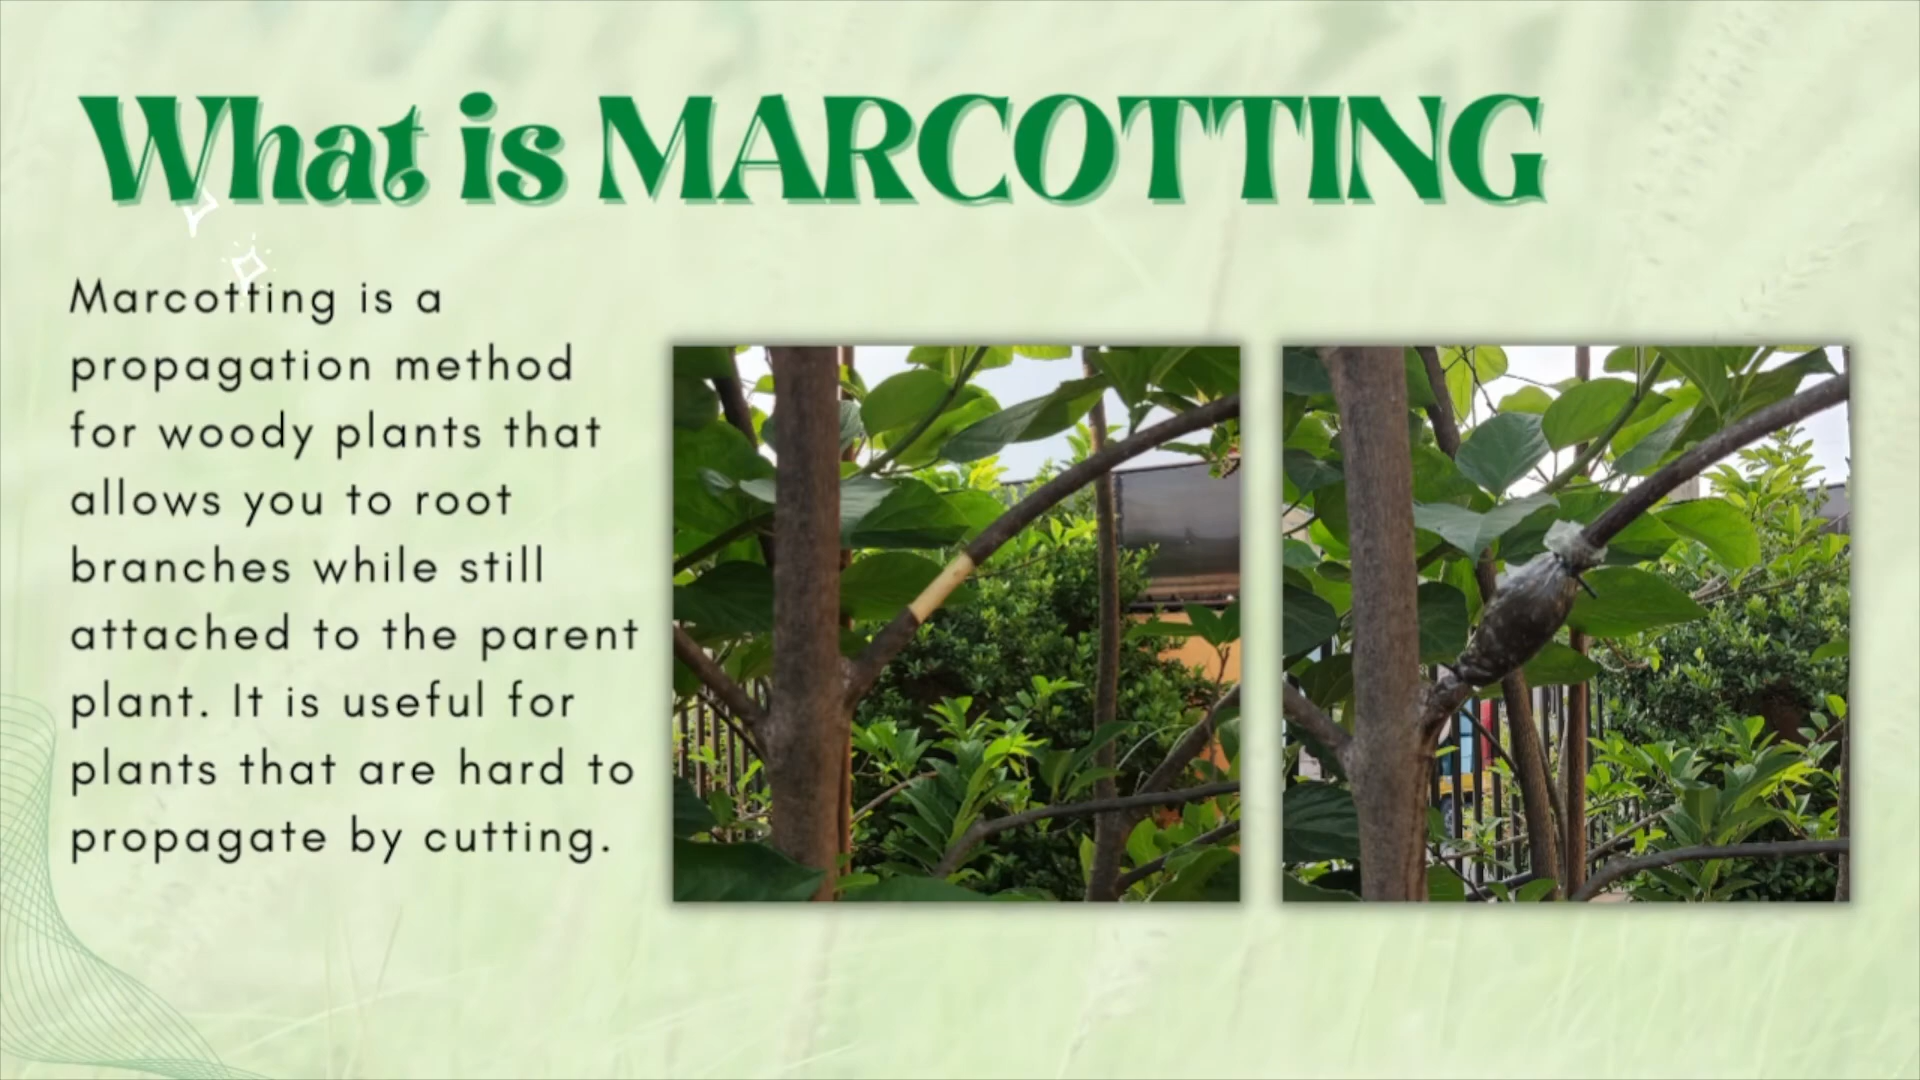 What is MARCOTTING
Marcotting is a
propagation method
for woody plants that
allows you to root
branches while still
attached to the parent
plant. It is useful for
plants that are hard to
propagate by cutting.